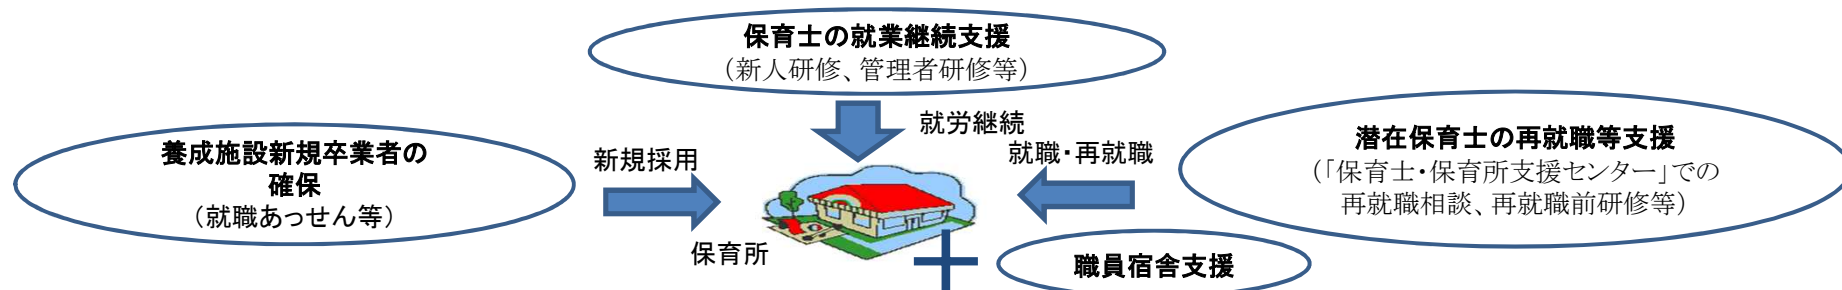 保育士の就業継続支援
（新人研修、管理者研修等）
就労継続
養成施設新規卒業者の
確保
（就職あっせん等）
新規採用
就職・再就職
潜在保育士の再就職等支援
（「保育士・保育所支援センター」での
再就職相談、再就職前研修等）
保育所
職員宿舎支援